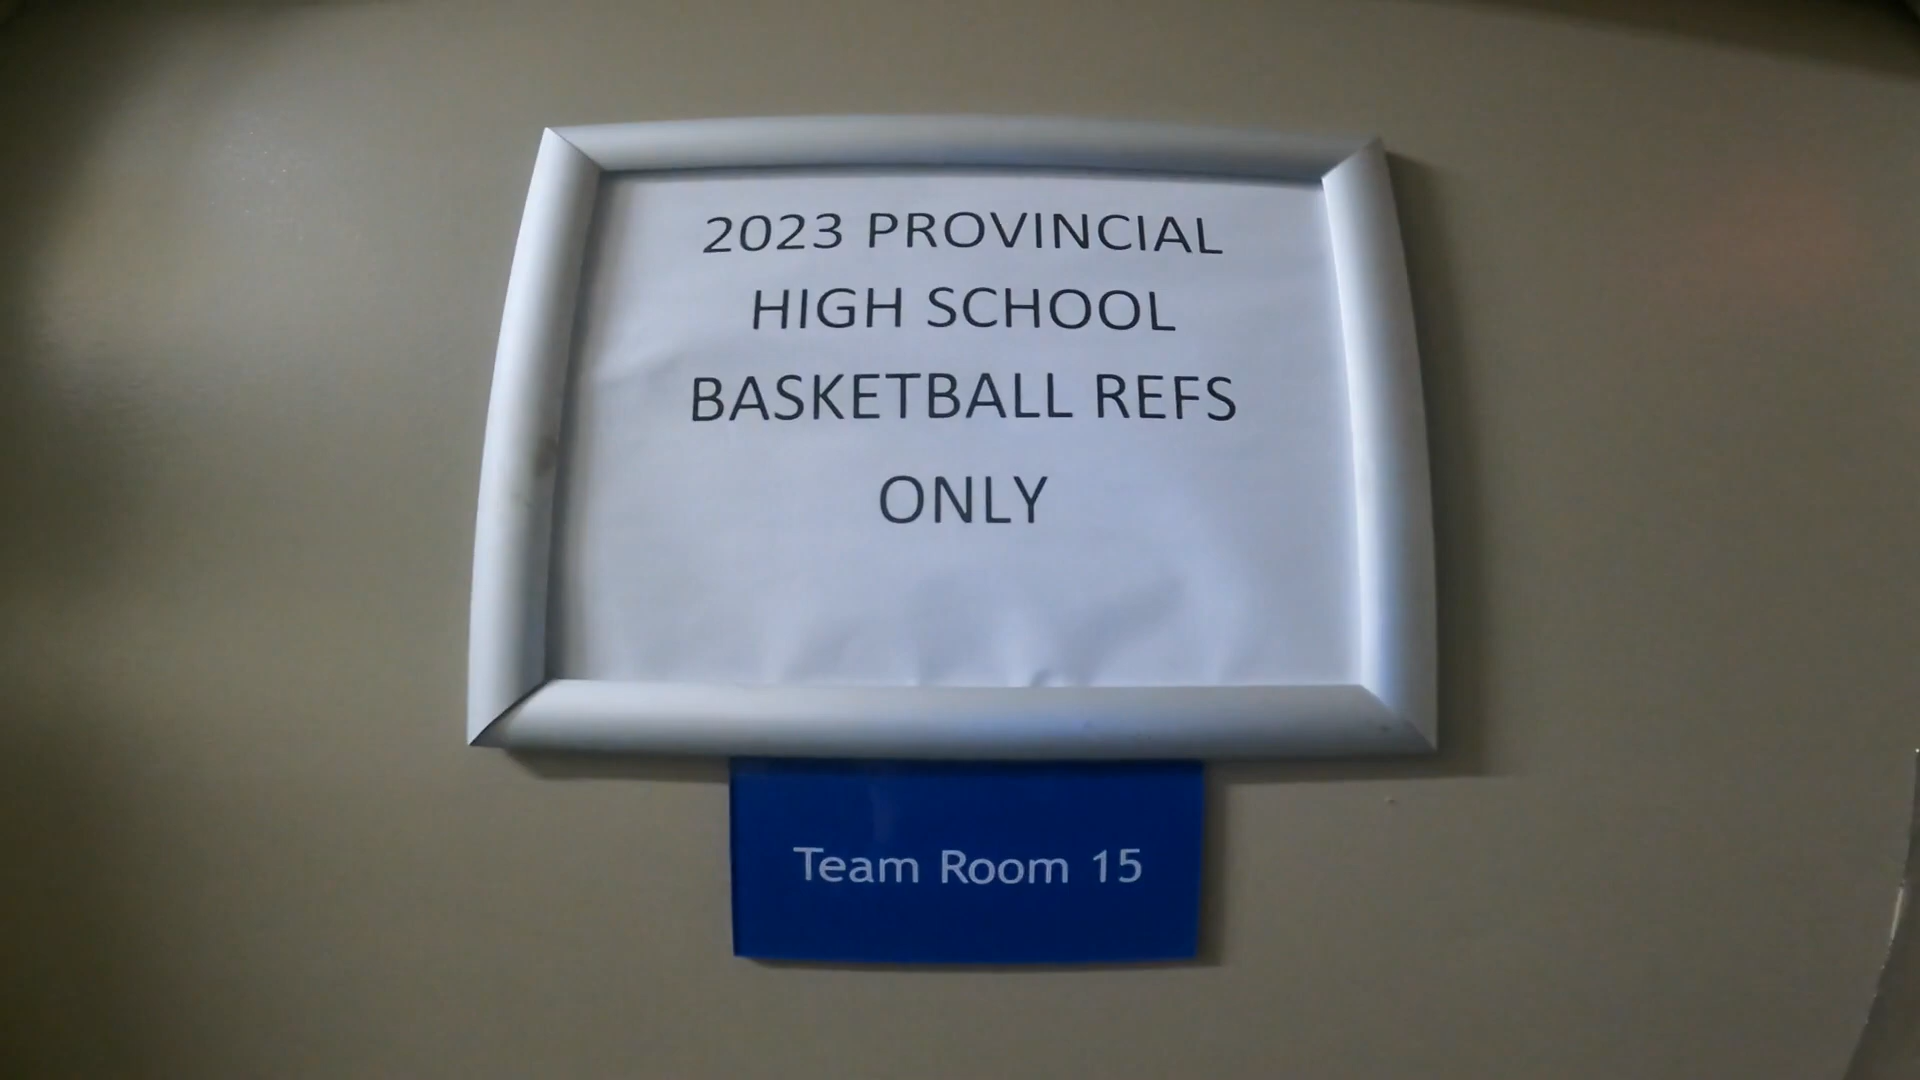 2023 PROVINCIAL
HIGH SCHOOL
BASKETBALL REFS
ONLY
Team Room 15